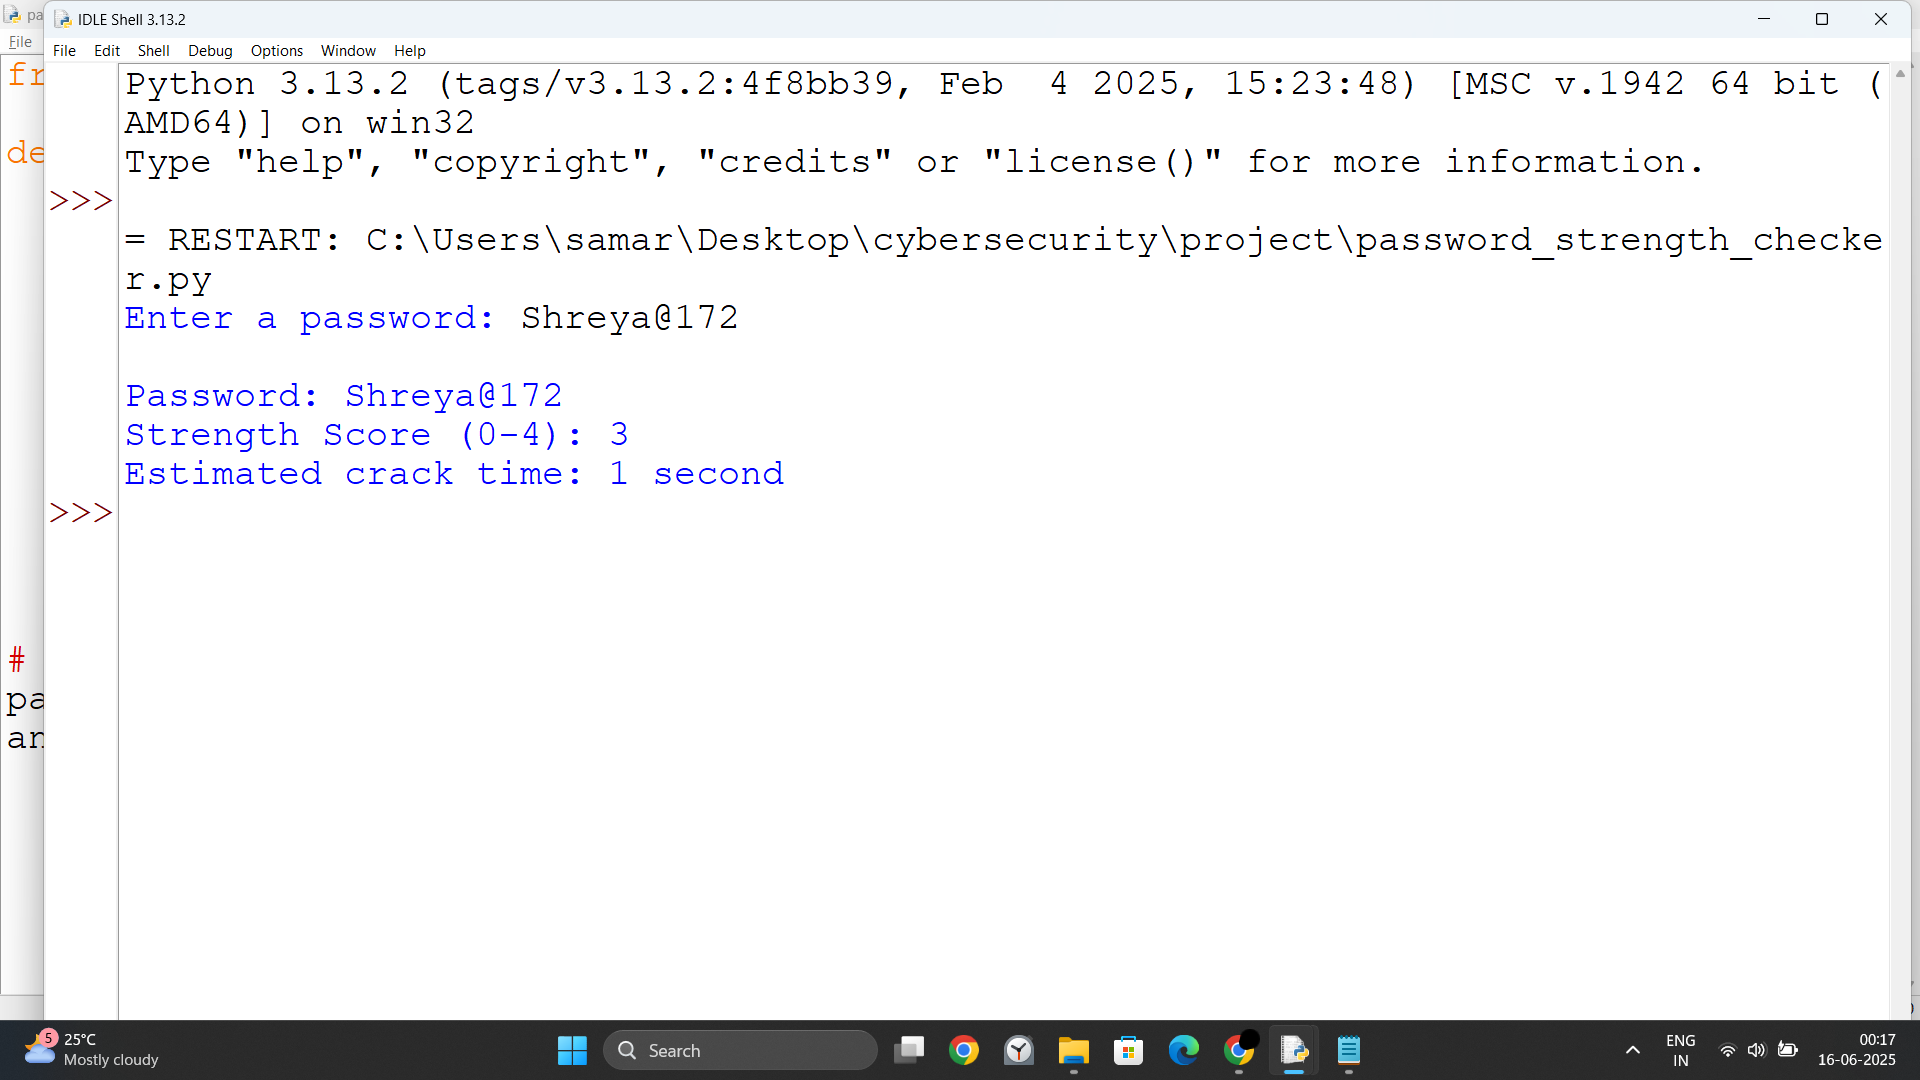 pa
IDLE Shell 3.13.2
File
File Edit Shell Debug Options Window Help
fr
de
#
pa
an
Python 3.13.2 (tags/v3.13.2:4f8bb39, Feb  4 2025, 15:23:48) [MSC v.1942 64 bit (
AMD64)] on win32
Type "help", "copyright", "credits" or "license()" for more information.
>>>
= RESTART: C:\Users\samar\Desktop\cybersecurity\project\password_strength_checke
r.py
Enter a password: Shreya@172
Password: Shreya@172
Strength Score (0-4): 3
Estimated crack time: 1 second
>>>
5
25°C
Mostly cloudy
Search
ENG
IN
00:17
16-06-2025